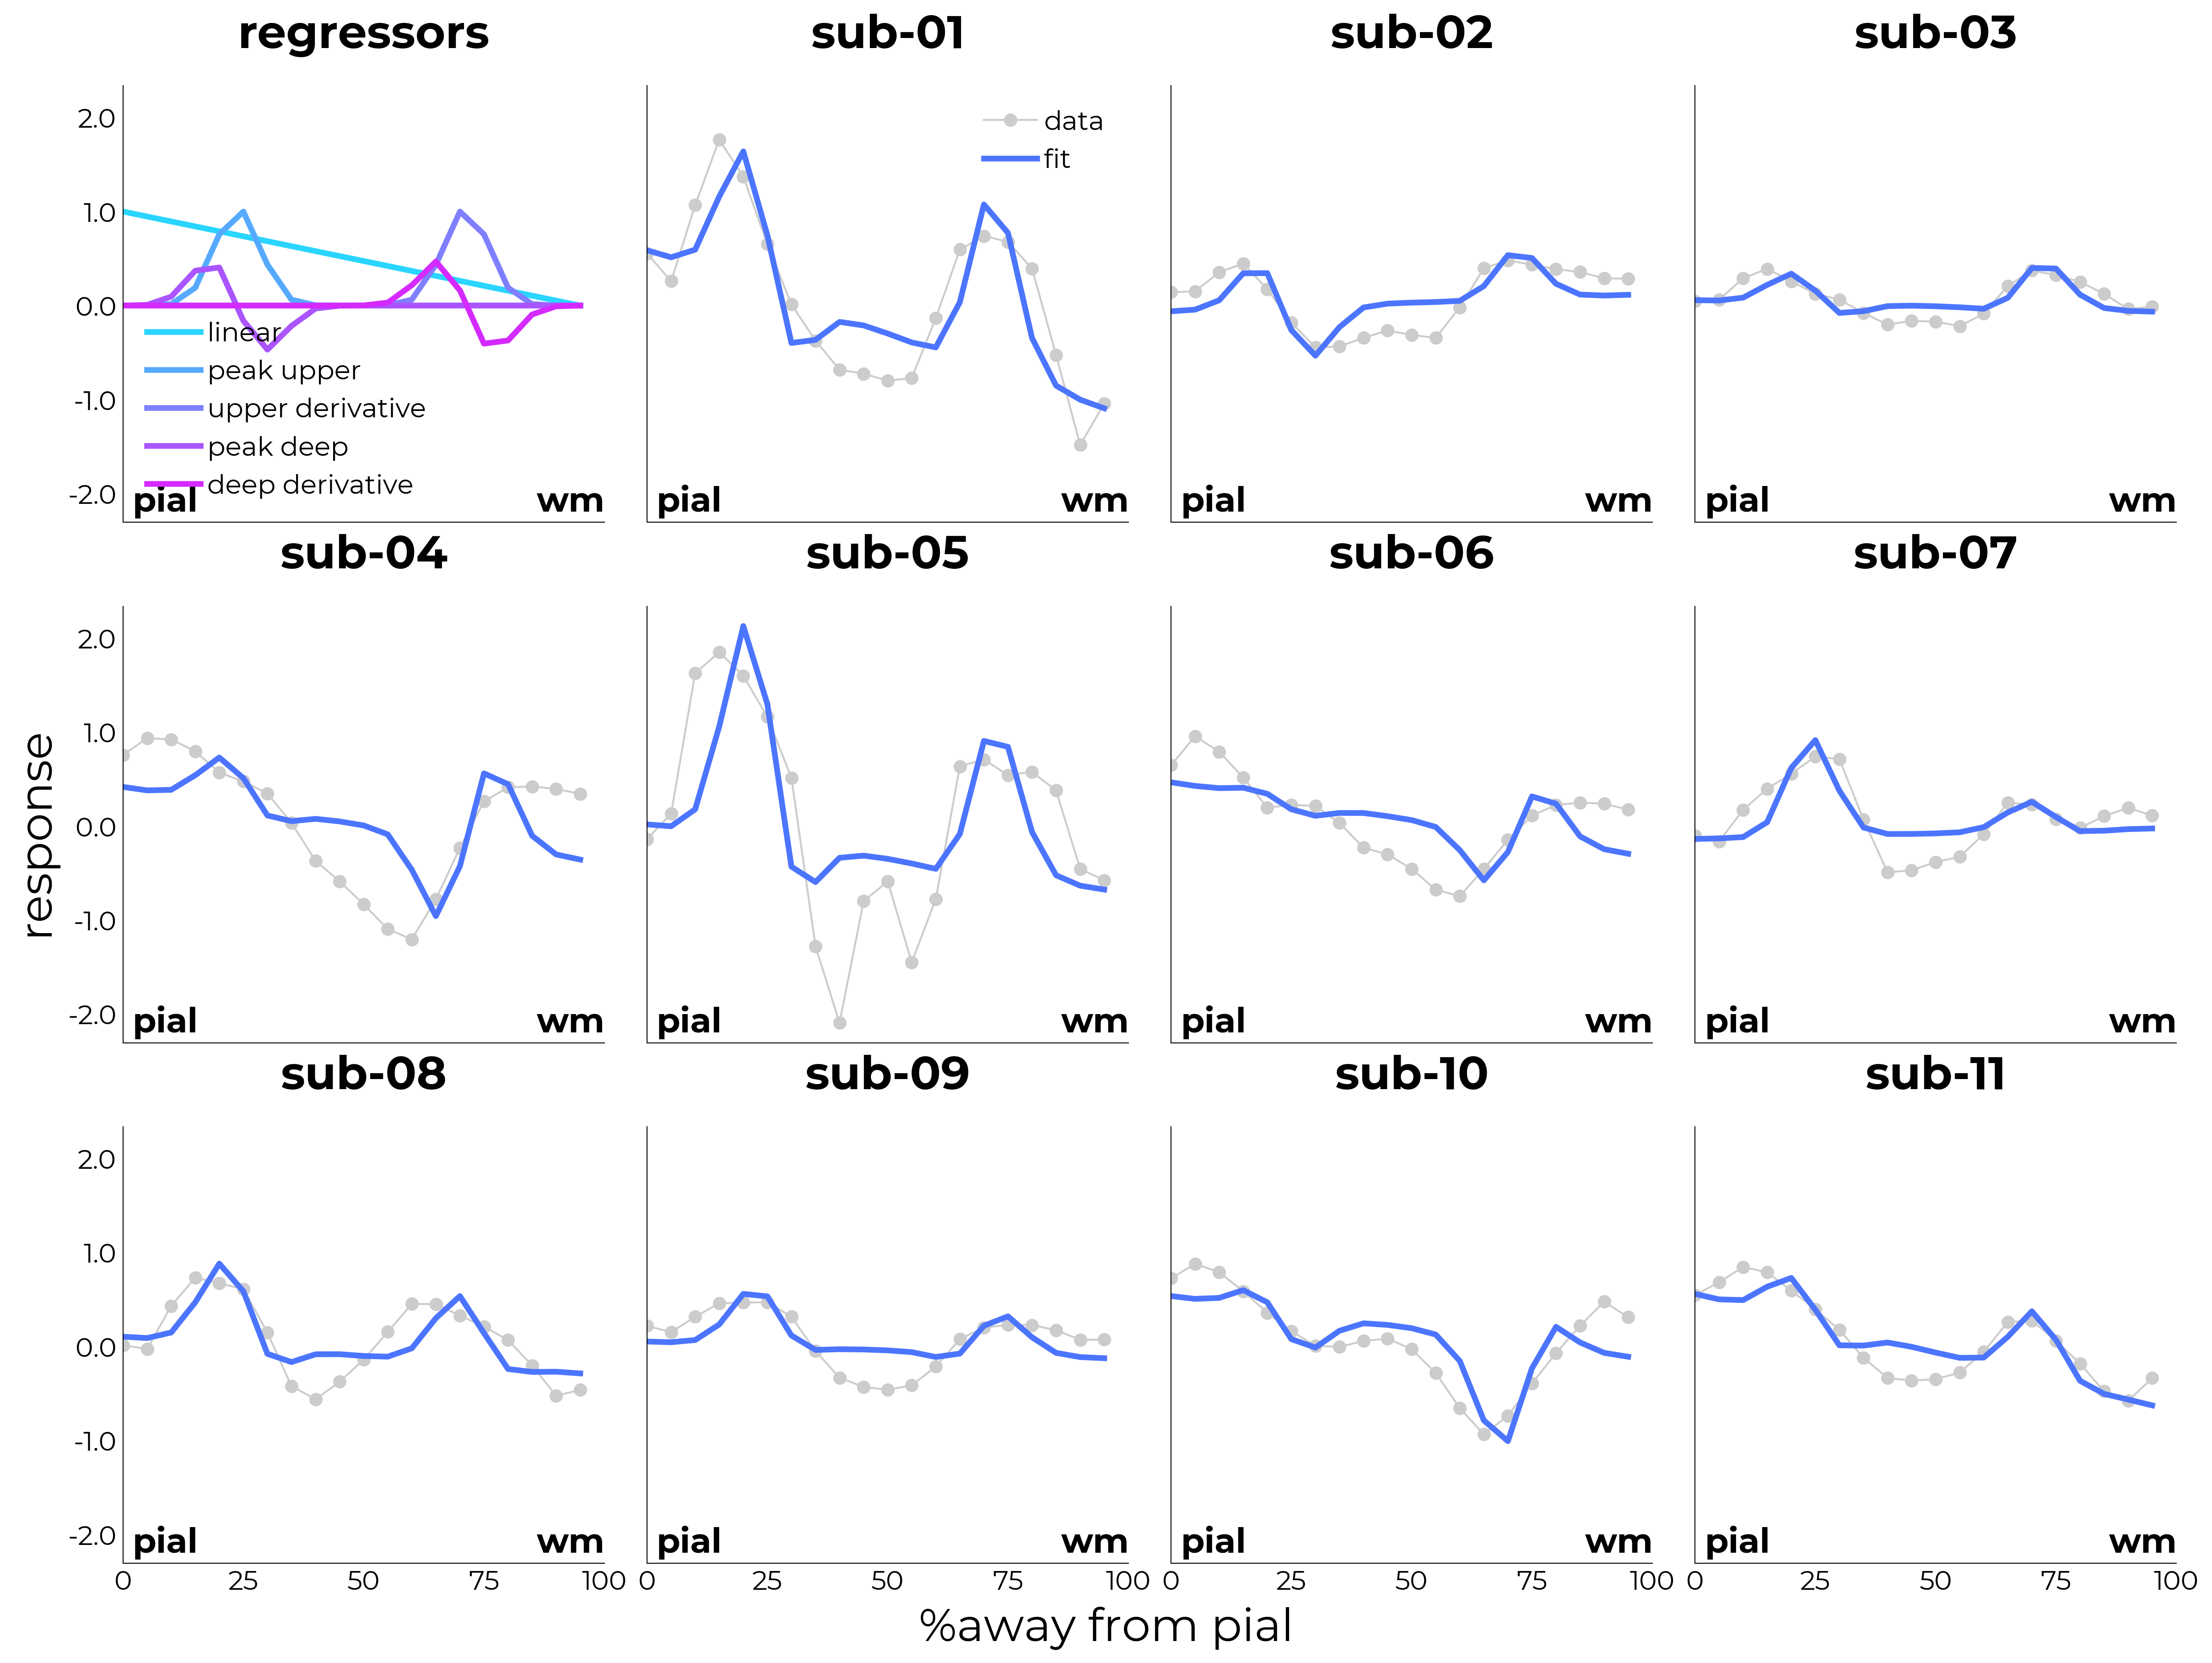 regressors
sub-01
sub-02
sub-03
2.0
1.0
0.0
-1.0
-2.0
linear
peak upper
upper derivative
peak deep
deep derivative
pial
wm
data
fit
pial
wm
pial
wm
pial
wm
sub-04
sub-05
sub-06
sub-07
response
2.0
1.0
0.0
-1.0
-2.0
pial
wm
pial
wm
pial
wm
pial
wm
sub-08
sub-09
sub-10
sub-11
2.0
1.0
0.0
-1.0
-2.0
pial
wm
pial
wm
pial
wm
pial
wm
0 25 50 75 100
0 25 50 75 100
0 25 50 75 100
0 25 50 75 100
%away from pial